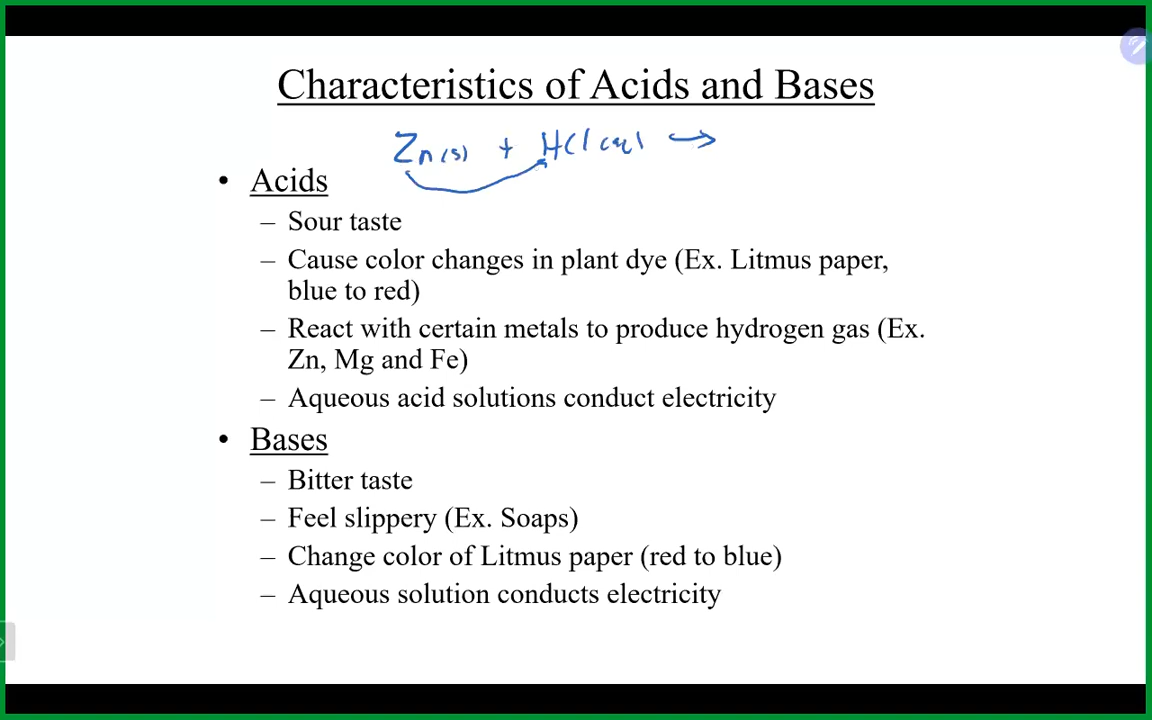 Characteristics of Acids and Bases
Zn(s) + HCl(aq) →
• Acids
– Sour taste
– Cause color changes in plant dye (Ex. Litmus paper,
blue to red)
– React with certain metals to produce hydrogen gas (Ex.
Zn, Mg and Fe)
– Aqueous acid solutions conduct electricity
• Bases
– Bitter taste
– Feel slippery (Ex. Soaps)
– Change color of Litmus paper (red to blue)
– Aqueous solution conducts electricity